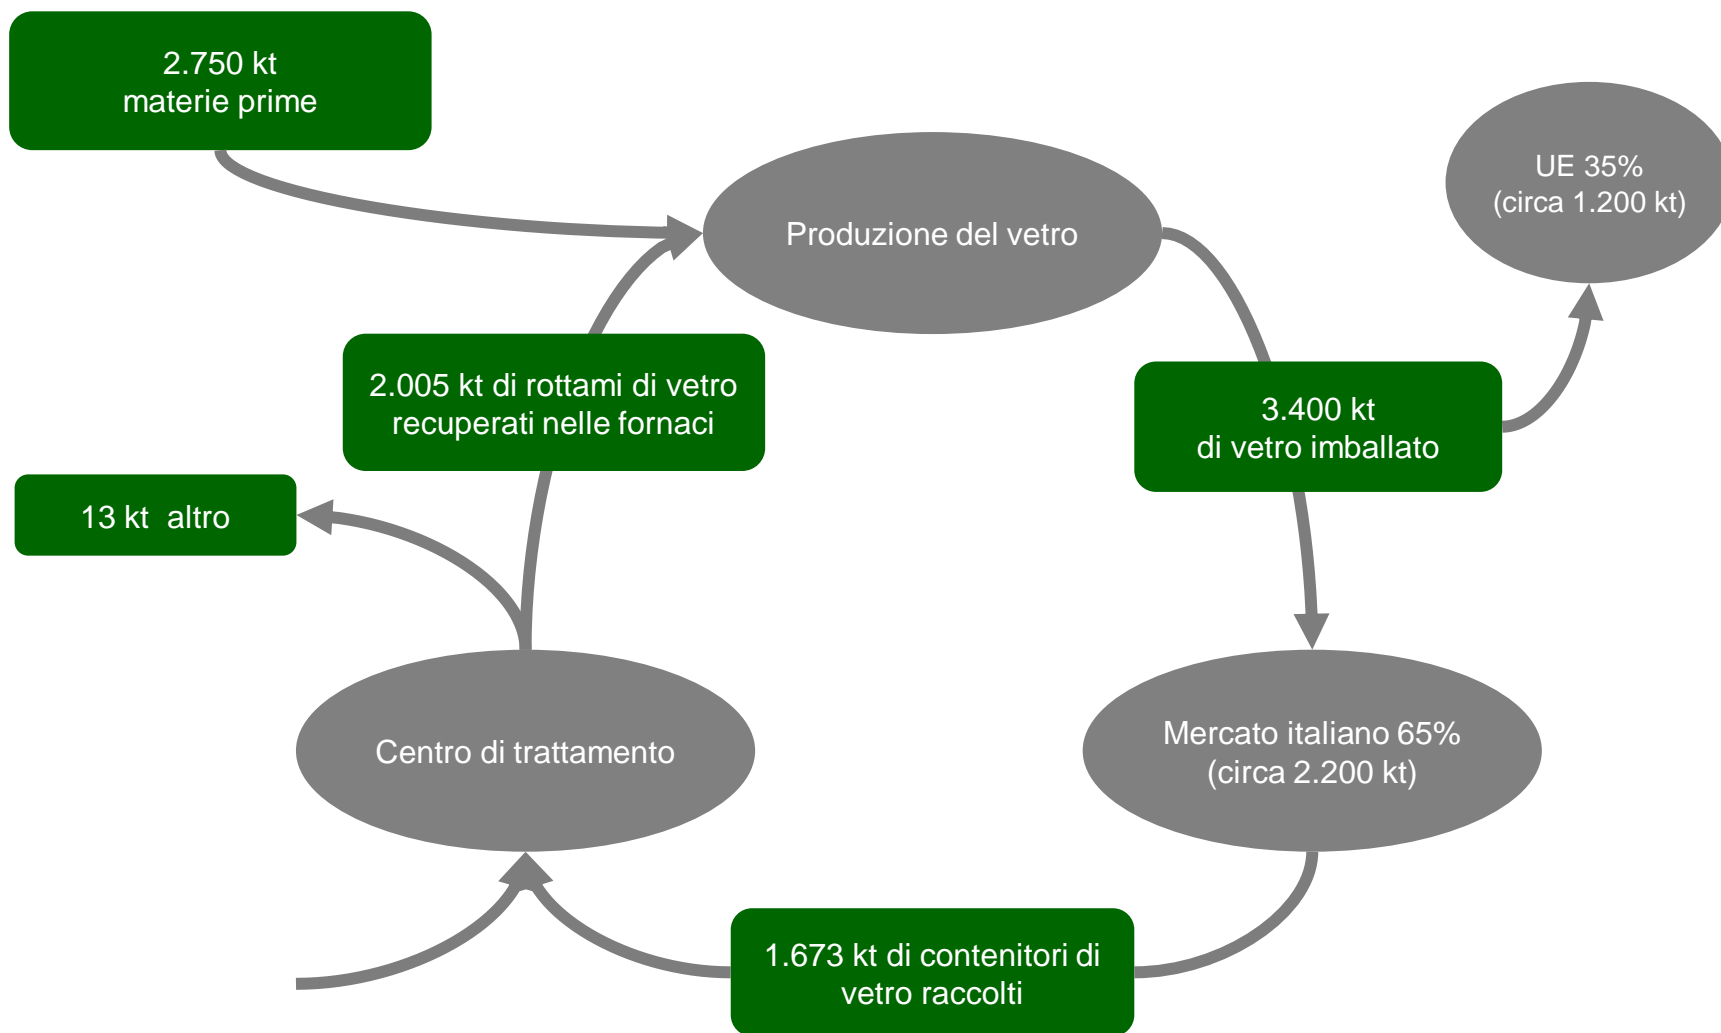 2.750 kt
materie prime
UE 35%
(circa 1.200 kt)
Produzione del vetro
2.005 kt di rottami di vetro
recuperati nelle fornaci
3.400 kt
di vetro imballato
13 kt altro
Centro di trattamento
Mercato italiano 65%
(circa 2.200 kt)
1.673 kt di contenitori di
vetro raccolti